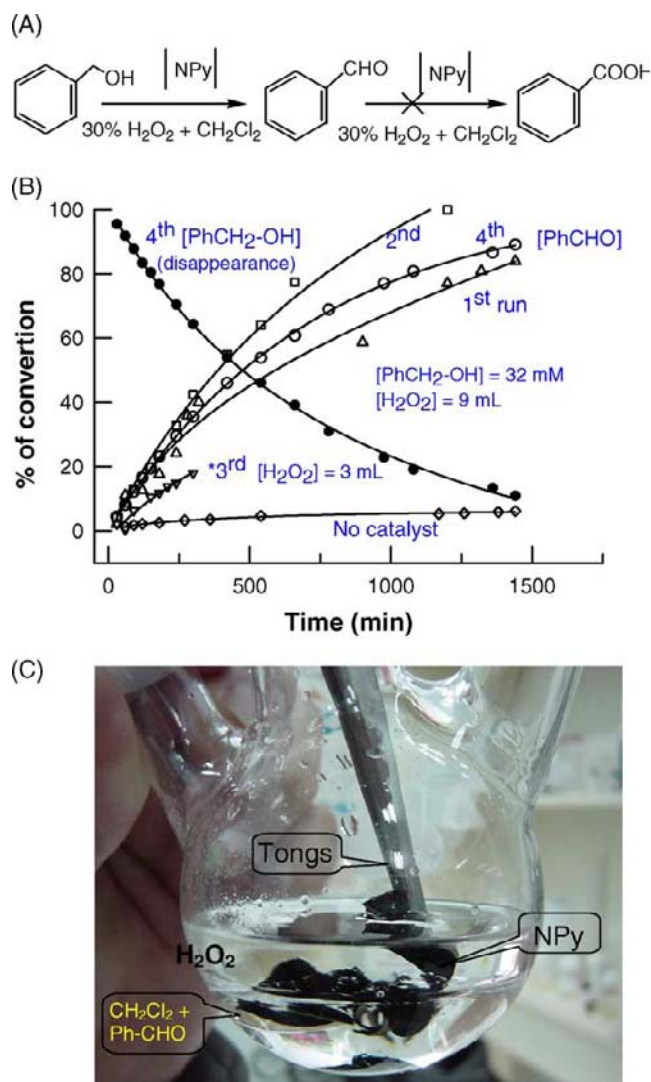 (A)
OH
NPy
30% H2O2 + CH2Cl2
CHO
NPy
30% H2O2 + CH2Cl2
COOH
(B)
% of convertion
100
80
60
40
20
0
4th [PhCH2-OH]
(disappearance)
2nd
4th
[PhCHO]
1st run
[PhCH2-OH] = 32 mM
[H2O2] = 9 mL
*3rd [H2O2] = 3 mL
No catalyst
0 500 1000 1500
Time (min)
(C)
Tongs
NPy
H2O2
CH2Cl2 +
Ph-CHO